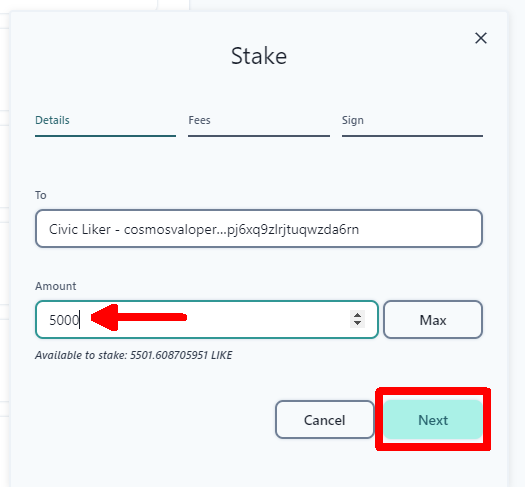 Stake
Details Fees Sign
To
Civic Liker - cosmosvaloper...pj6xq9zlrjtuqwzda6rn
Amount
5000 Max
Available to stake: 5501.608705951 LIKE
Cancel Next